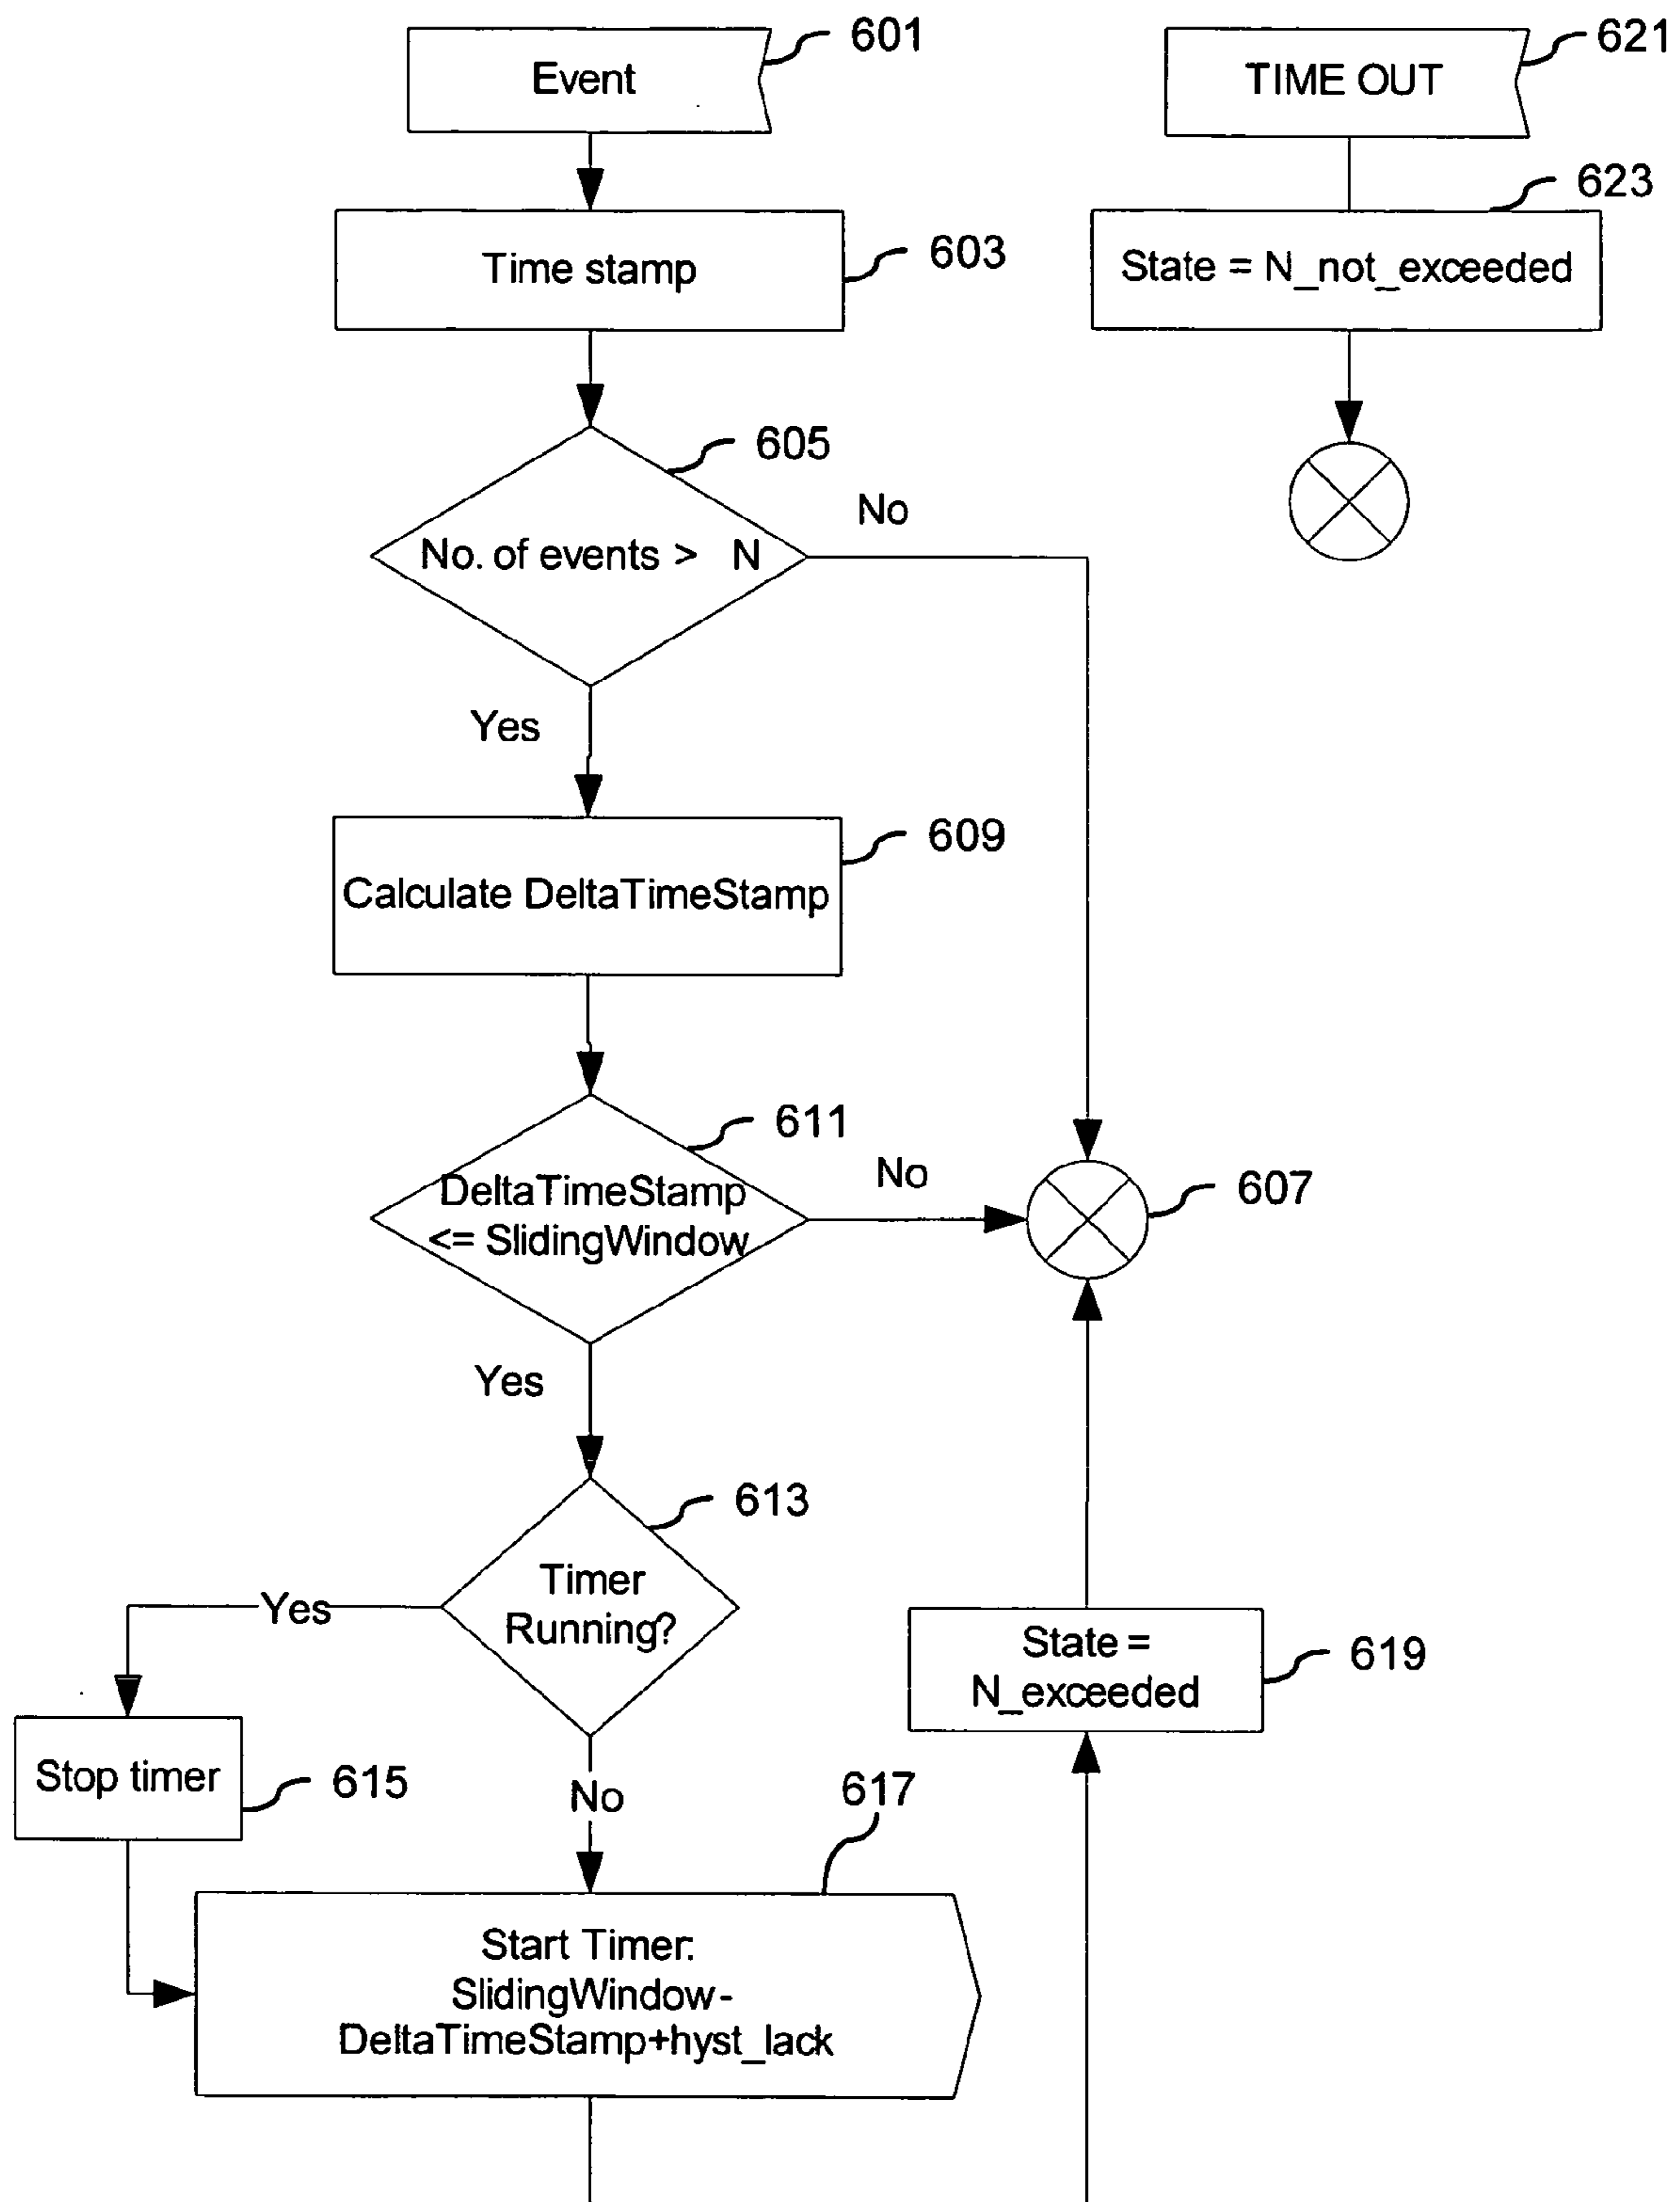 601
Event
621
TIME OUT
603
Time stamp
623
State = N_not_exceeded
605
No. of events > N
No
Yes
609
Calculate DeltaTimeStamp
611
DeltaTimeStamp
<= SlidingWindow
No
607
Yes
613
Timer
Running?
Yes
State =
N_exceeded
619
Stop timer
615
No
617
Start Timer:
SlidingWindow-
DeltaTimeStamp+hyst_lack